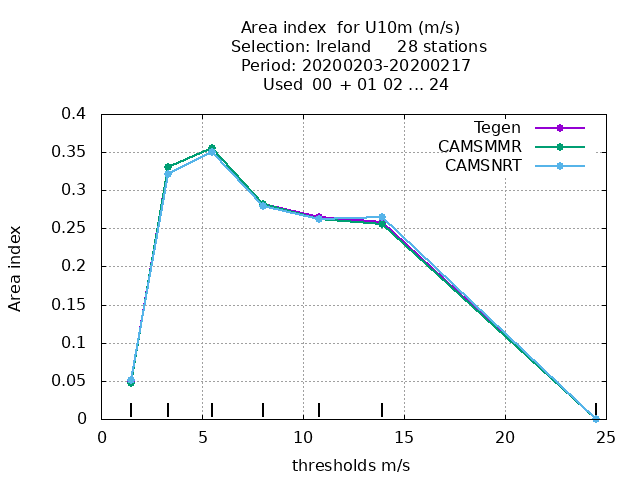 Area index  for U10m (m/s)
Selection: Ireland     28 stations
Period: 20200203-20200217
Used  00 + 01 02 ... 24
Tegen
CAMSMMR
CAMSNRT
Area index
0.4
0.35
0.3
0.25
0.2
0.15
0.1
0.05
0
0 5 10 15 20 25
thresholds m/s